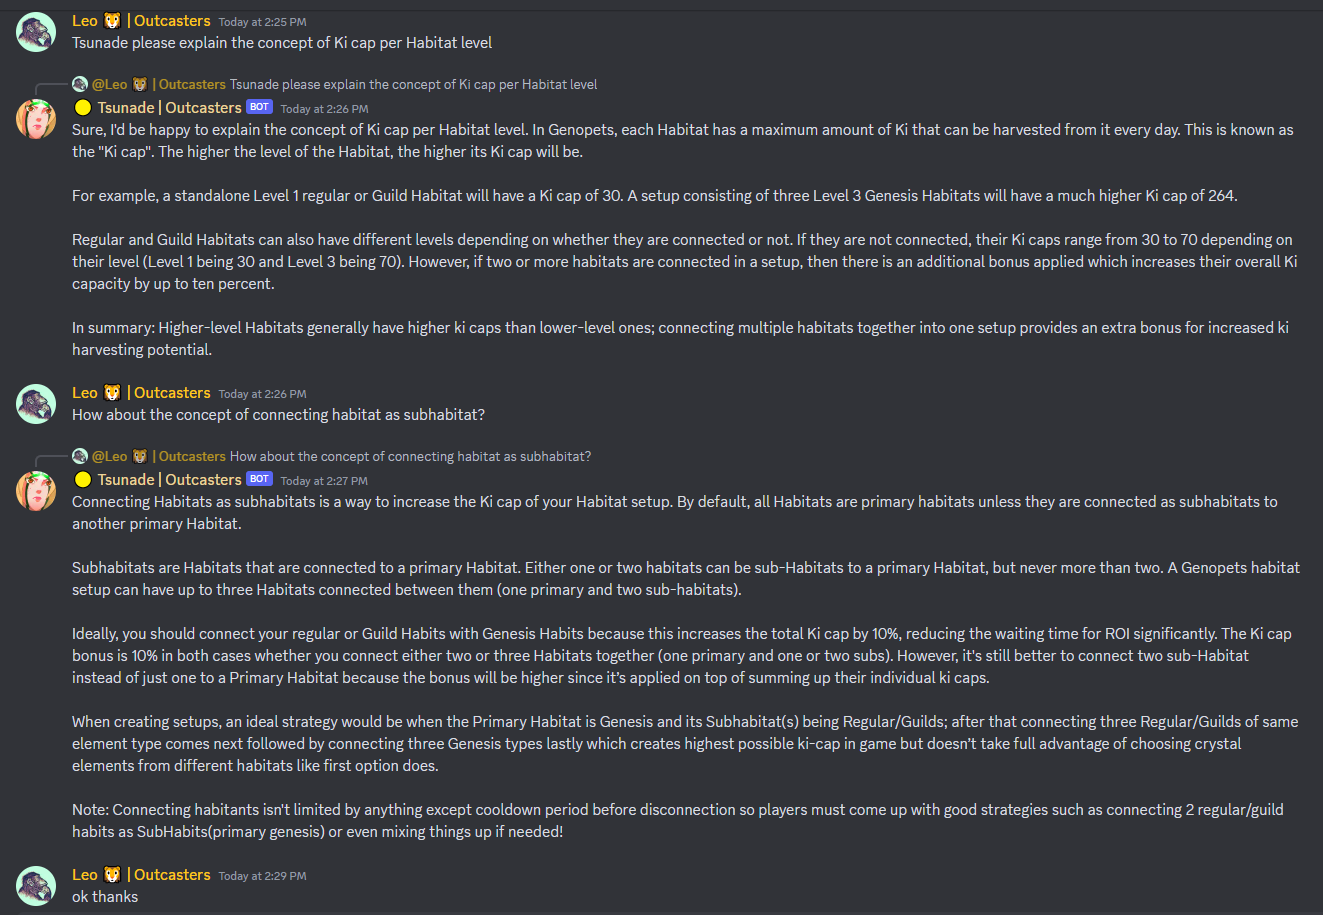 Leo 🐯 | Outcasters Today at 2:25 PM
Tsunade please explain the concept of Ki cap per Habitat level
@Leo 🐯 | Outcasters Tsunade please explain the concept of Ki cap per Habitat level
Tsunade | Outcasters BOT Today at 2:26 PM
Sure, I'd be happy to explain the concept of Ki cap per Habitat level. In Genopets, each Habitat has a maximum amount of Ki that can be harvested from it every day. This is known as
the "Ki cap". The higher the level of the Habitat, the higher its Ki cap will be.
For example, a standalone Level 1 regular or Guild Habitat will have a Ki cap of 30. A setup consisting of three Level 3 Genesis Habitats will have a much higher Ki cap of 264.
Regular and Guild Habitats can also have different levels depending on whether they are connected or not. If they are not connected, their Ki caps range from 30 to 70 depending on
their level (Level 1 being 30 and Level 3 being 70). However, if two or more habitats are connected in a setup, then there is an additional bonus applied which increases their overall Ki
capacity by up to ten percent.
In summary: Higher-level Habitats generally have higher ki caps than lower-level ones; connecting multiple habitats together into one setup provides an extra bonus for increased ki
harvesting potential.
Leo 🐯 | Outcasters Today at 2:26 PM
How about the concept of connecting habitat as subhabitat?
@Leo 🐯 | Outcasters How about the concept of connecting habitat as subhabitat?
Tsunade | Outcasters BOT Today at 2:27 PM
Connecting Habitats as subhabitats is a way to increase the Ki cap of your Habitat setup. By default, all Habitats are primary habitats unless they are connected as subhabitats to
another primary Habitat.
Subhabitats are Habitats that are connected to a primary Habitat. Either one or two habitats can be sub-Habitats to a primary Habitat, but never more than two. A Genopets habitat
setup can have up to three Habitats connected between them (one primary and two sub-habitats).
Ideally, you should connect your regular or Guild Habits with Genesis Habits because this increases the total Ki cap by 10%, reducing the waiting time for ROI significantly. The Ki cap
bonus is 10% in both cases whether you connect either two or three Habitats together (one primary and one or two subs). However, it's still better to connect two sub-Habitat
instead of just one to a Primary Habitat because the bonus will be higher since it's applied on top of summing up their individual ki caps.
When creating setups, an ideal strategy would be when the Primary Habitat is Genesis and its Subhabitat(s) being Regular/Guilds; after that connecting three Regular/Guilds of same
element type comes next followed by connecting three Genesis types lastly which creates highest possible ki-cap in game but doesn't take full advantage of choosing crystal
elements from different habitats like first option does.
Note: Connecting habitants isn't limited by anything except cooldown period before disconnection so players must come up with good strategies such as connecting 2 regular/guild
habits as SubHabits(primary genesis) or even mixing things up if needed!
Leo 🐯 | Outcasters Today at 2:29 PM
ok thanks